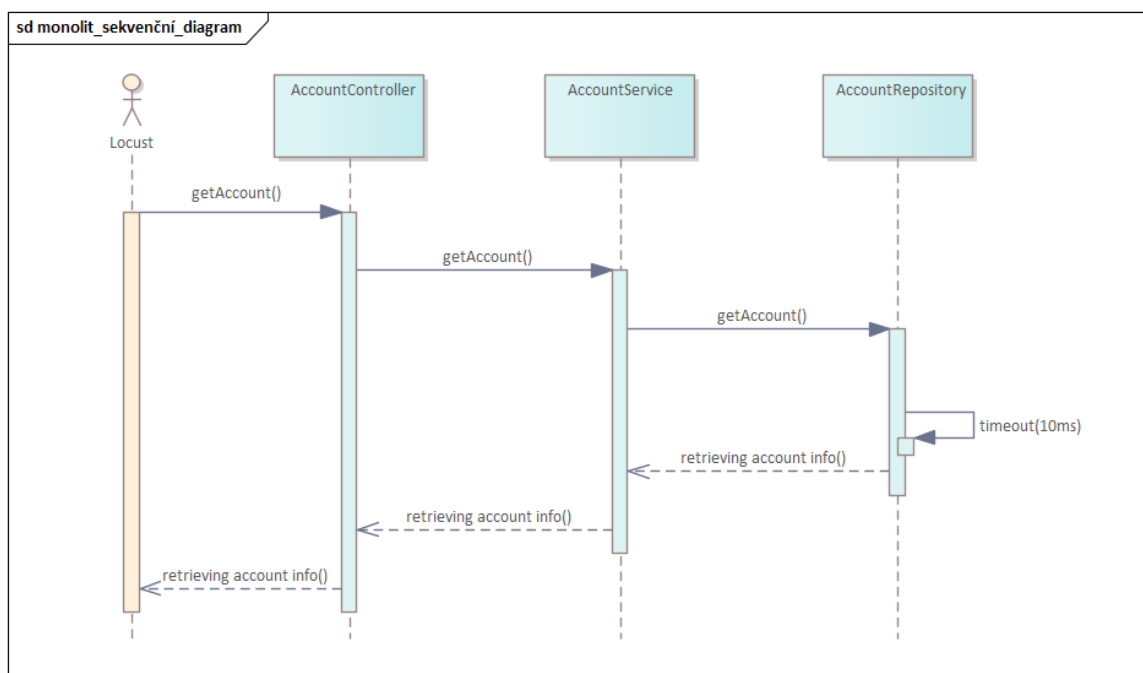 sd monolit_sekvenční_diagram
AccountController
AccountService
AccountRepository
Locust
getAccount()
getAccount()
getAccount()
timeout(10ms)
retrieving account info()
retrieving account info()
retrieving account info()